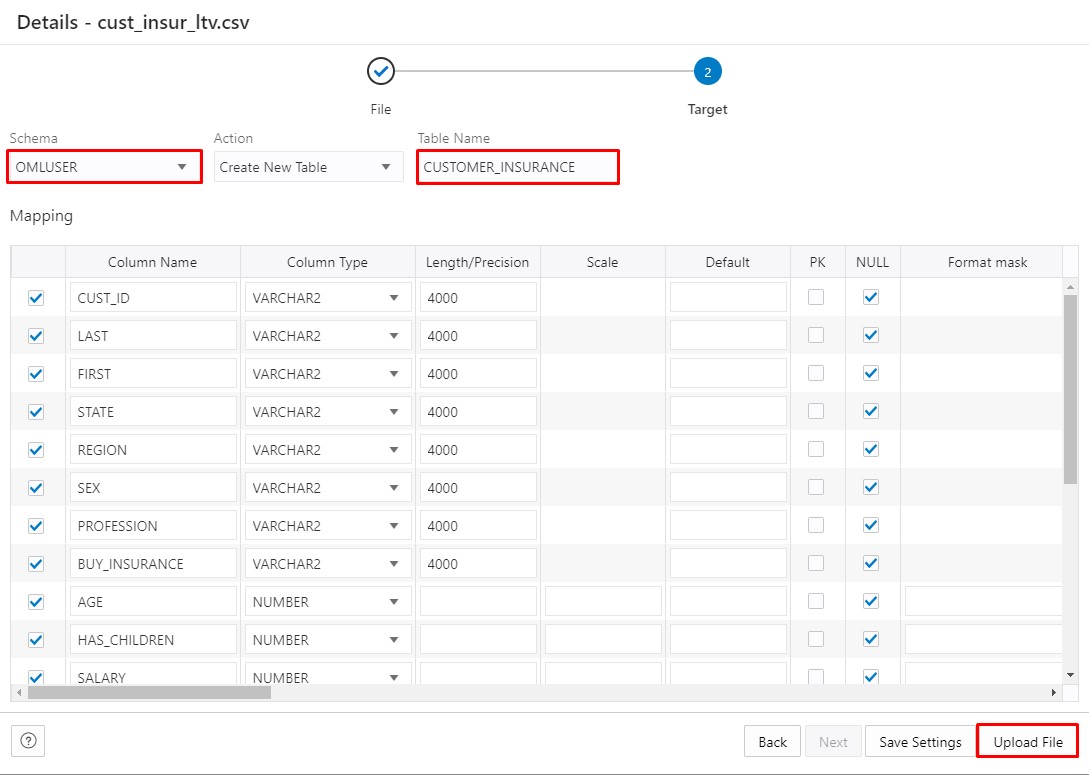 Details - cust_insur_ltv.csv
2
File Target
Schema Action Table Name
OMLUSER Create New Table CUSTOMER_INSURANCE
Mapping
Column Name Column Type Length/Precision Scale Default PK NULL Format mask
CUST_ID VARCHAR2 4000
LAST VARCHAR2 4000
FIRST VARCHAR2 4000
STATE VARCHAR2 4000
REGION VARCHAR2 4000
SEX VARCHAR2 4000
PROFESSION VARCHAR2 4000
BUY_INSURANCE VARCHAR2 4000
AGE NUMBER
HAS_CHILDREN NUMBER
SALARY NUMBER
? Back Next Save Settings Upload File